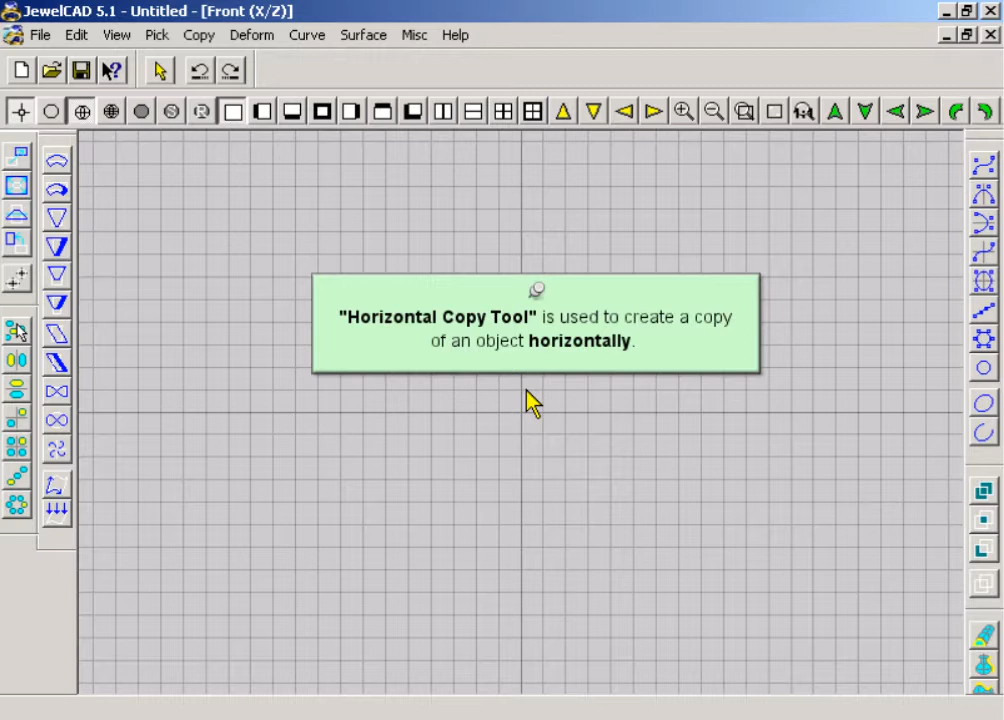 JewelCAD 5.1 - Untitled - [Front (X/Z)]
File Edit View Pick Copy Deform Curve Surface Misc Help
"Horizontal Copy Tool" is used to create a copy
of an object horizontally.